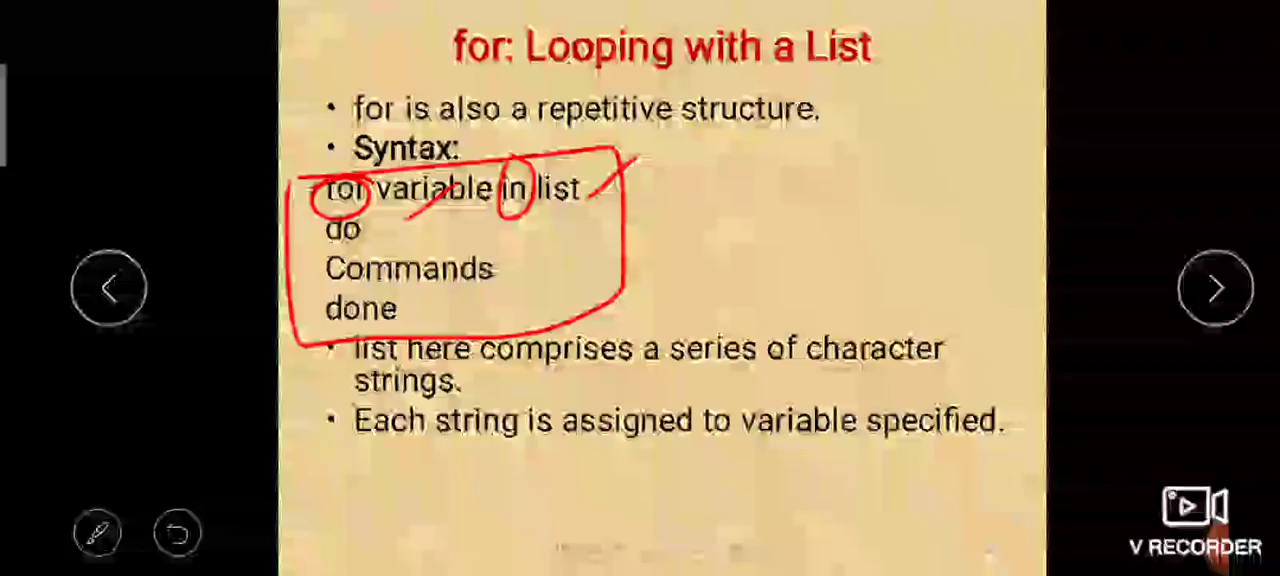 for: Looping with a List
• for is also a repetitive structure.
• Syntax:
for variable in list
do
Commands
done
• list here comprises a series of character
strings.
• Each string is assigned to variable specified.
V RECORDER